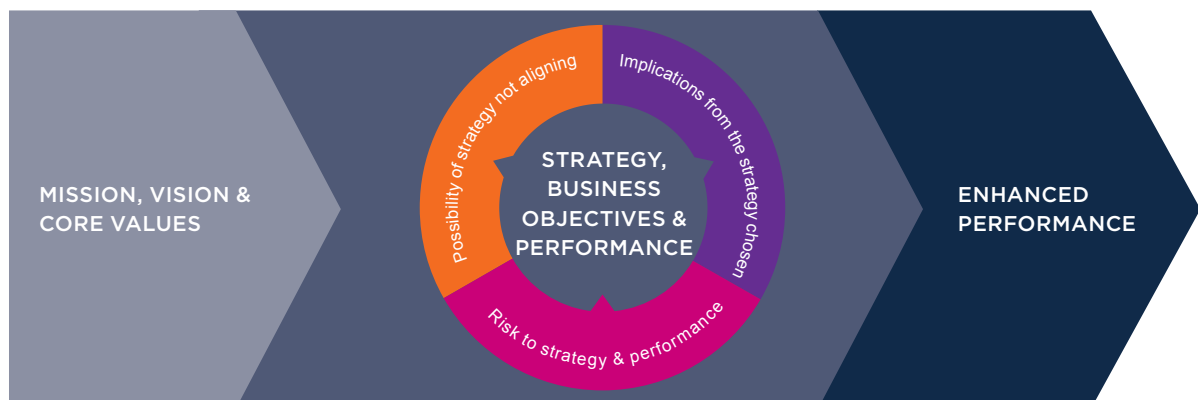 MISSION, VISION &
CORE VALUES
Possibility of strategy not aligning
Implications from the strategy chosen
STRATEGY,
BUSINESS
OBJECTIVES &
PERFORMANCE
Risk to strategy & performance
ENHANCED
PERFORMANCE